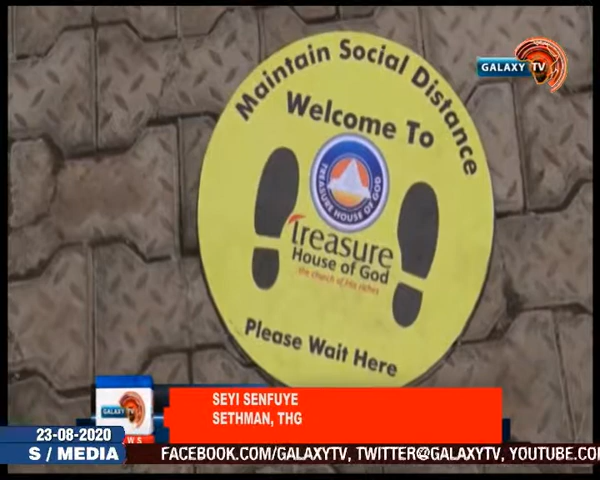 GALAXY TV
Maintain Social Distance
Welcome To
TREASURE HOUSE OF GOD
Treasure
House of God
the church of His riches
Please Wait Here
GALAXY
NEWS
SEYI SENFUYE
SETHMAN, THG
23-08-2020
S / MEDIA
FACEBOOK.COM/GALAXYTV, TWITTER@GALAXYTV, YOUTUBE.CO